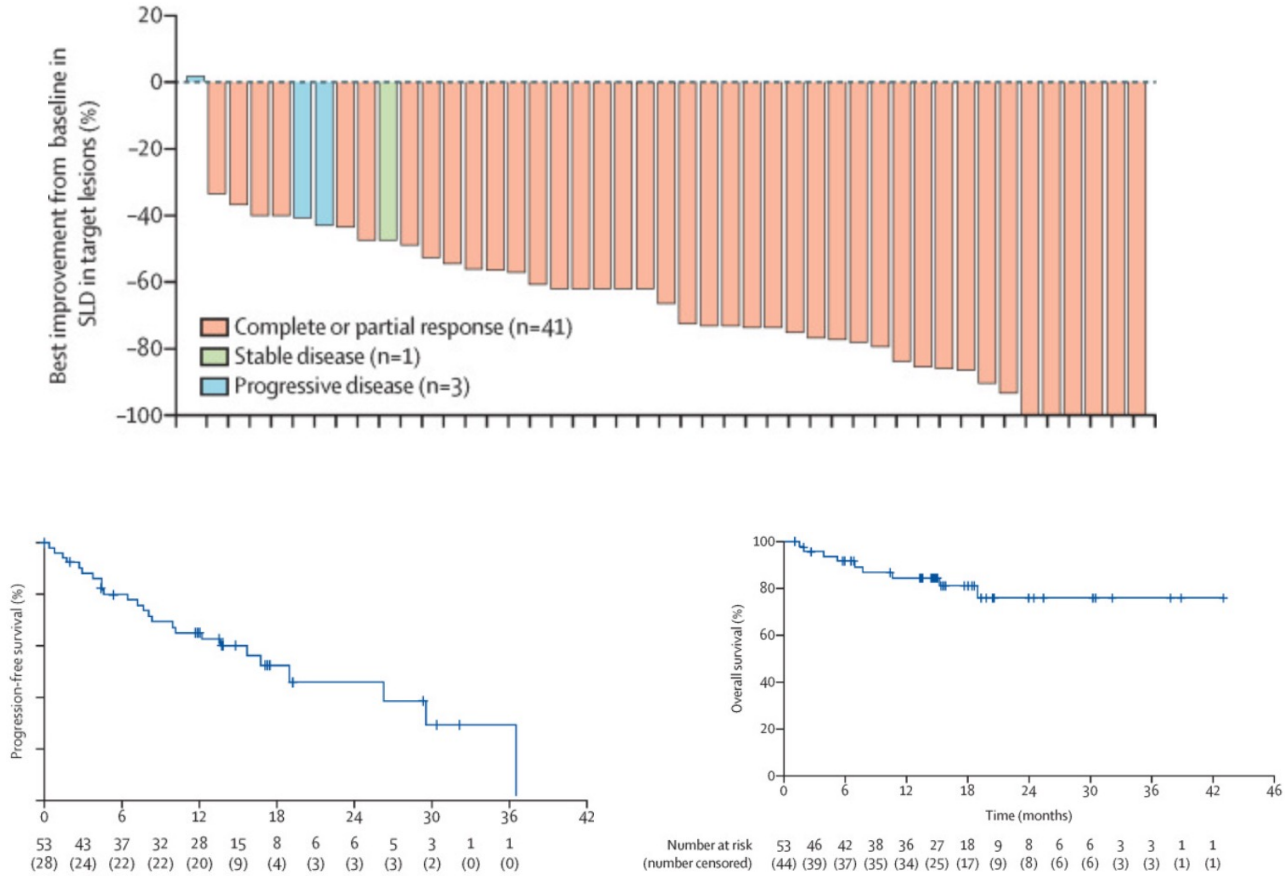 Best improvement from baseline in
SLD in target lesions (%)
20
0
–20
–40
–60
–80
–100
Complete or partial response (n=41)
Stable disease (n=1)
Progressive disease (n=3)
Progression-free survival (%)
0 6 12 18 24 30 36 42
53 43 37 32 28 15 8 6 6 5 3 1 1
(28) (24) (22) (22) (20) (9) (4) (3) (3) (3) (2) (0) (0)
Overall survival (%)
100
80
60
40
20
0
0 6 12 18 24 30 36 42 44
Time (months)
Number at risk 53 46 42 38 36 27 18 9 8 6 6 3 3 1 1
(number censored) (44) (39) (37) (35) (34) (25) (17) (9) (8) (6) (6) (3) (3) (1) (1)